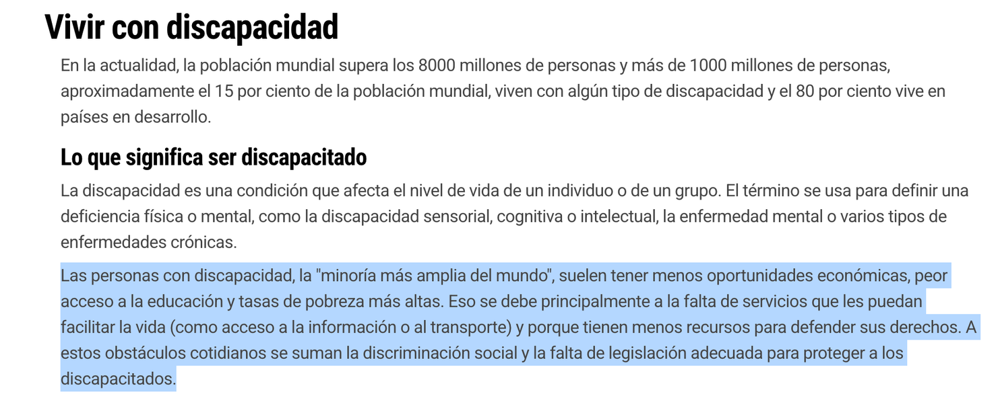 Vivir con discapacidad
En la actualidad, la población mundial supera los 8000 millones de personas y más de 1000 millones de personas,
aproximadamente el 15 por ciento de la población mundial, viven con algún tipo de discapacidad y el 80 por ciento vive en
países en desarrollo.
Lo que significa ser discapacitado
La discapacidad es una condición que afecta el nivel de vida de un individuo o de un grupo. El término se usa para definir una
deficiencia física o mental, como la discapacidad sensorial, cognitiva o intelectual, la enfermedad mental o varios tipos de
enfermedades crónicas.
Las personas con discapacidad, la "minoría más amplia del mundo", suelen tener menos oportunidades económicas, peor
acceso a la educación y tasas de pobreza más altas. Eso se debe principalmente a la falta de servicios que les puedan
facilitar la vida (como acceso a la información o al transporte) y porque tienen menos recursos para defender sus derechos. A
estos obstáculos cotidianos se suman la discriminación social y la falta de legislación adecuada para proteger a los
discapacitados.